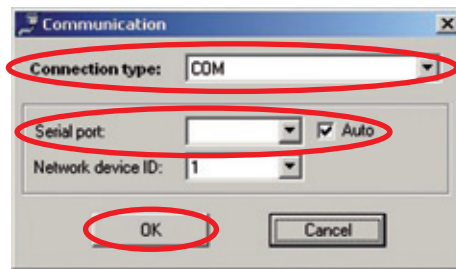 Communication
Connection type: COM
Serial port: Auto
Network device ID: 1
OK Cancel